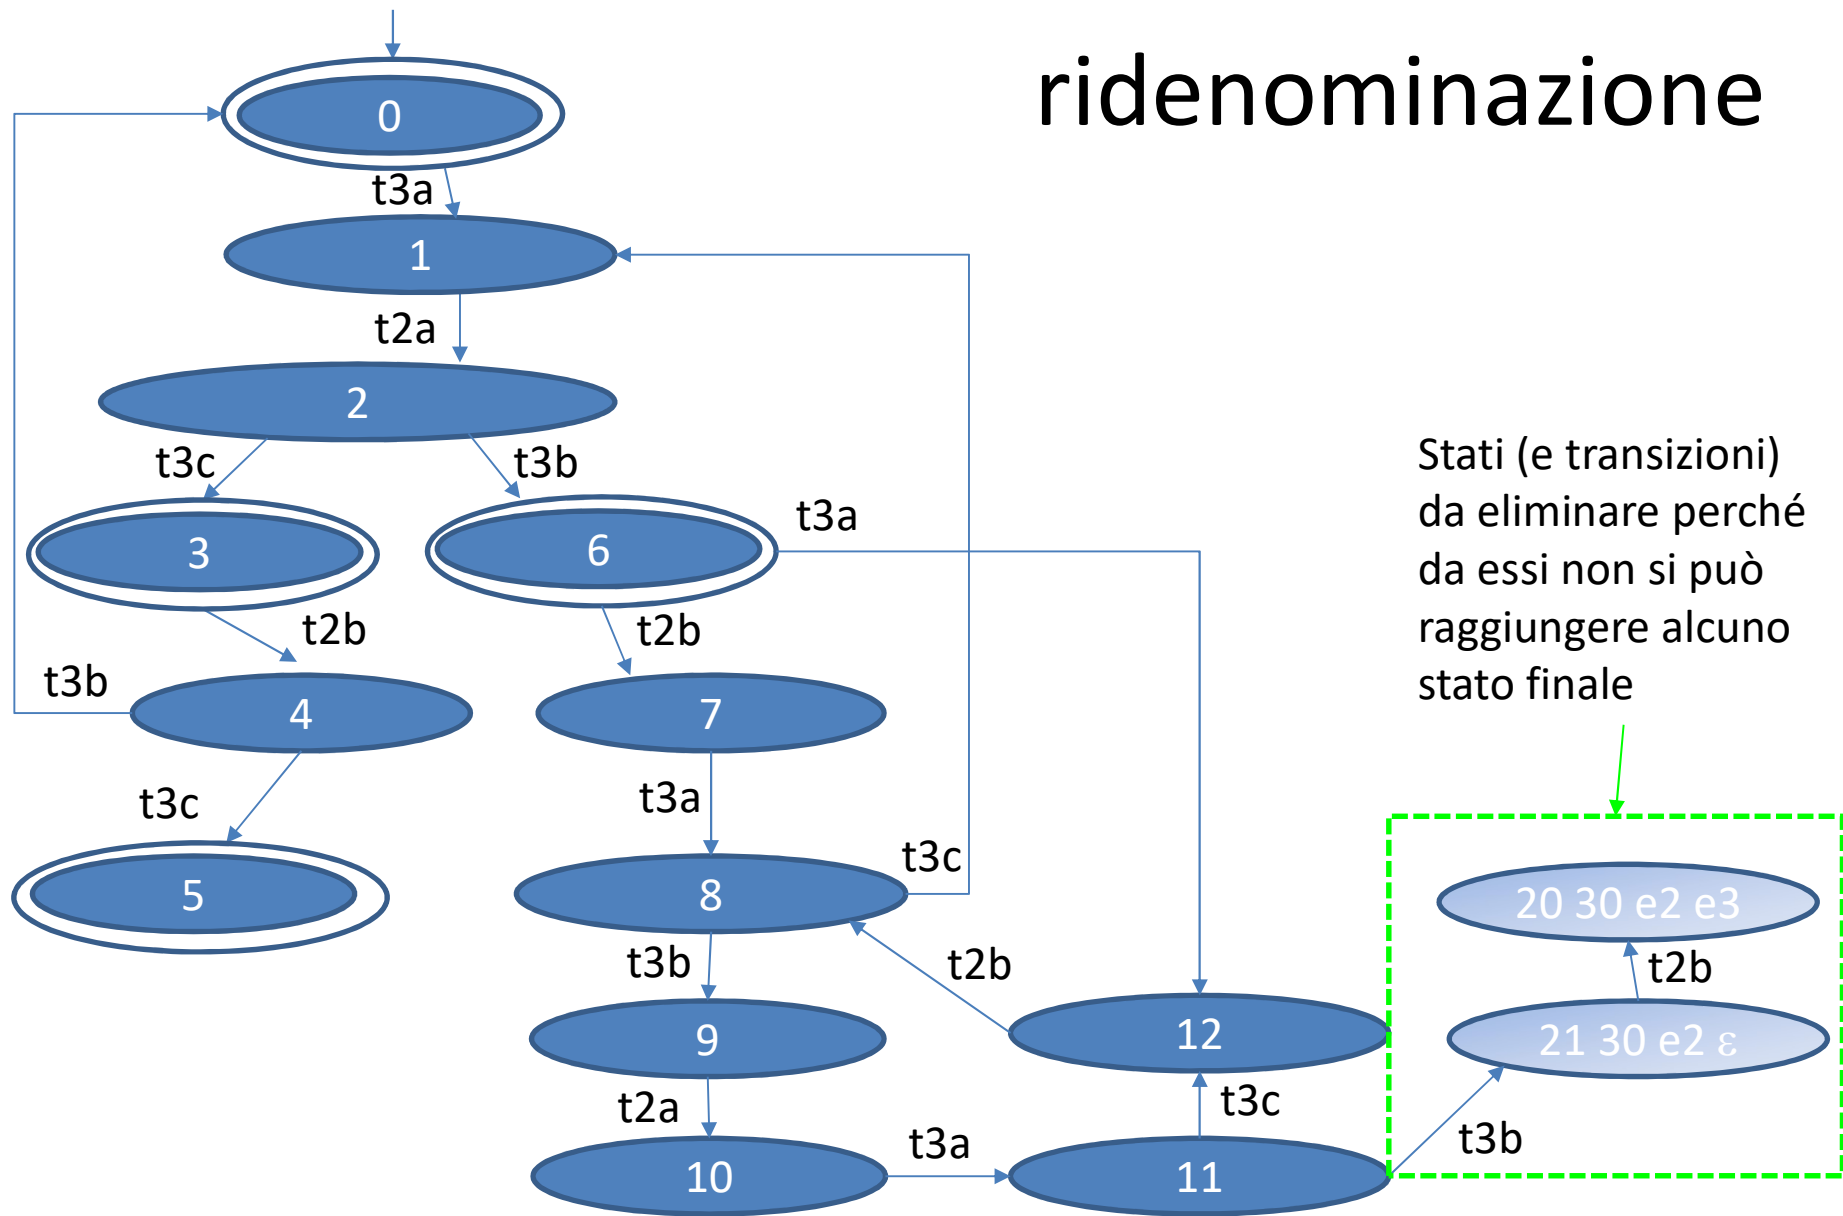 ridenominazione
0
t3a
1
t2a
2
t3c
t3b
3
6
t3a
t2b
t2b
t3b
4
7
t3c
t3a
5
8
t3c
t3b
t2b
9
12
t2a
t3c
10
t3a
11
t3b
Stati (e transizioni)
da eliminare perché
da essi non si può
raggiungere alcuno
stato finale
20 30 e2 e3
t2b
21 30 e2 ε